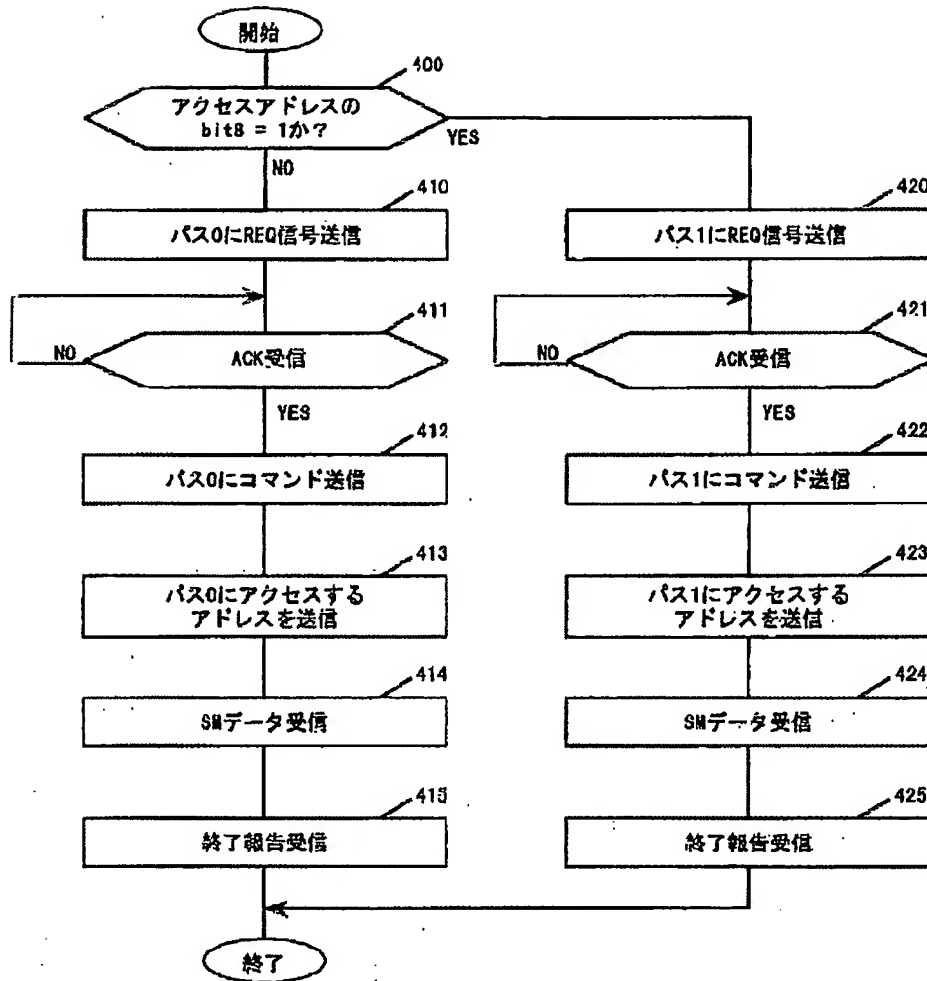 開始
400
アクセスアドレスの
bit8 = 1か?
YES
NO
410
パス0にREQ信号送信
420
パス1にREQ信号送信
411
NO
ACK受信
YES
421
NO
ACK受信
YES
412
パス0にコマンド送信
422
パス1にコマンド送信
413
パス0にアクセスする
アドレスを送信
423
パス1にアクセスする
アドレスを送信
414
SMデータ受信
424
SMデータ受信
415
終了報告受信
425
終了報告受信
終了